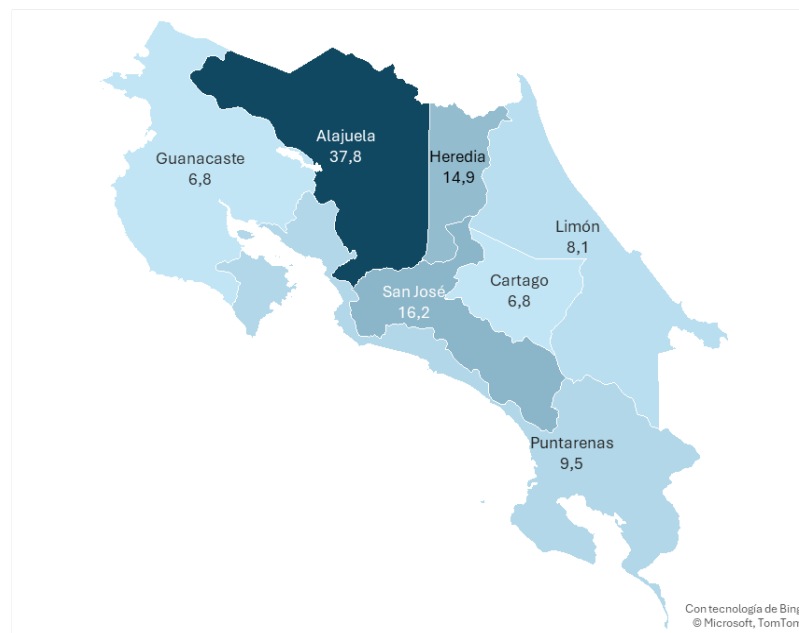 Alajuela
37,8
Guanacaste
6,8
Heredia
14,9
Limón
8,1
Cartago
6,8
San José
16,2
Puntarenas
9,5
Con tecnología de Bing
© Microsoft, TomTom